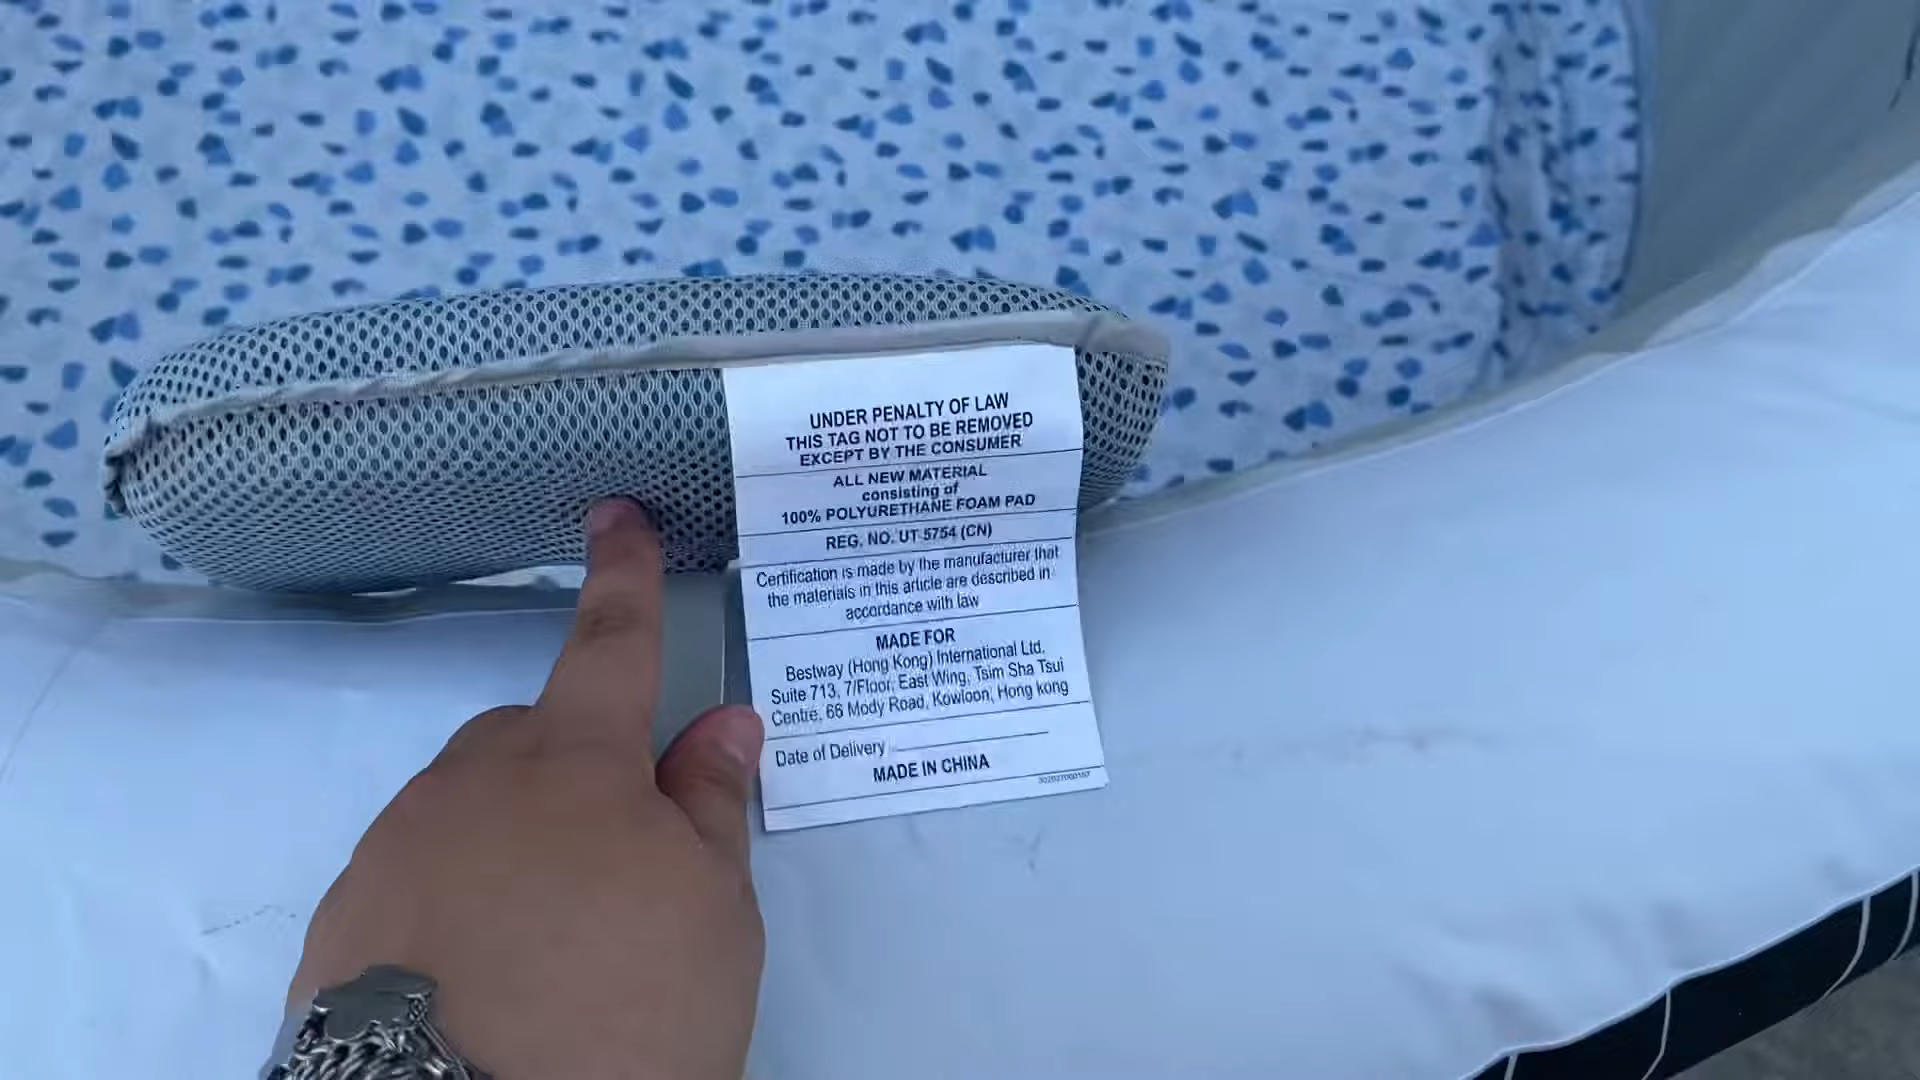 UNDER PENALTY OF LAW
THIS TAG NOT TO BE REMOVED
EXCEPT BY THE CONSUMER
ALL NEW MATERIAL
consisting of
100% POLYURETHANE FOAM PAD
REG. NO. UT 5754 (CN)
Certification is made by the manufacturer that
the materials in this article are described in
accordance with law
MADE FOR
Bestway (Hong Kong) International Ltd.
Suite 713, 7/Floor, East Wing, Tsim Sha Tsui
Centre, 66 Mody Road, Kowloon, Hong kong
Date of Delivery
MADE IN CHINA